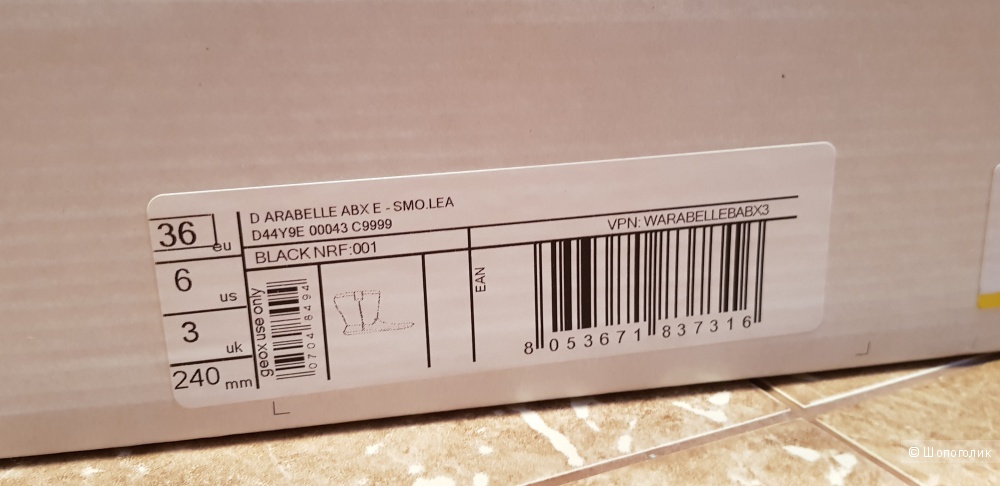 D ARABELLE ABX E - SMO.LEA
D44Y9E 00043 C9999
VPN: WARABELLEBABX3
BLACK NRF:001
36 eu
6 us
3 uk
240 mm
geox use only
07048494
EAN
8 053671 837316
© Шопоголик